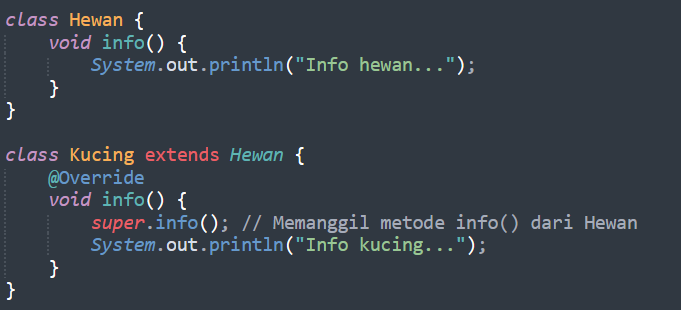 class Hewan {
    void info() {
        System.out.println("Info hewan...");
    }
}

class Kucing extends Hewan {
    @Override
    void info() {
        super.info(); // Memanggil metode info() dari Hewan
        System.out.println("Info kucing...");
    }
}